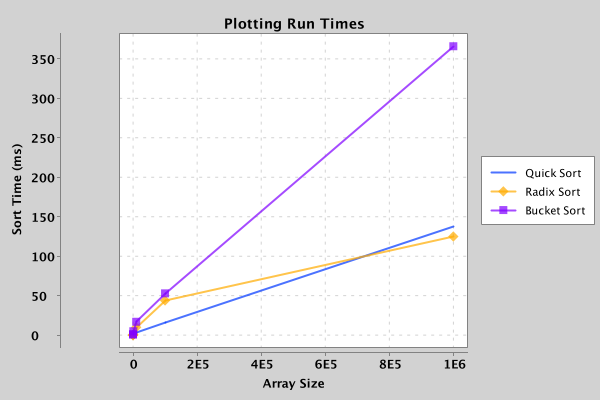 Plotting Run Times
350
300
250
200
150
100
50
0
Sort Time (ms)
0 2E5 4E5 6E5 8E5 1E6
Array Size
Quick Sort
Radix Sort
Bucket Sort